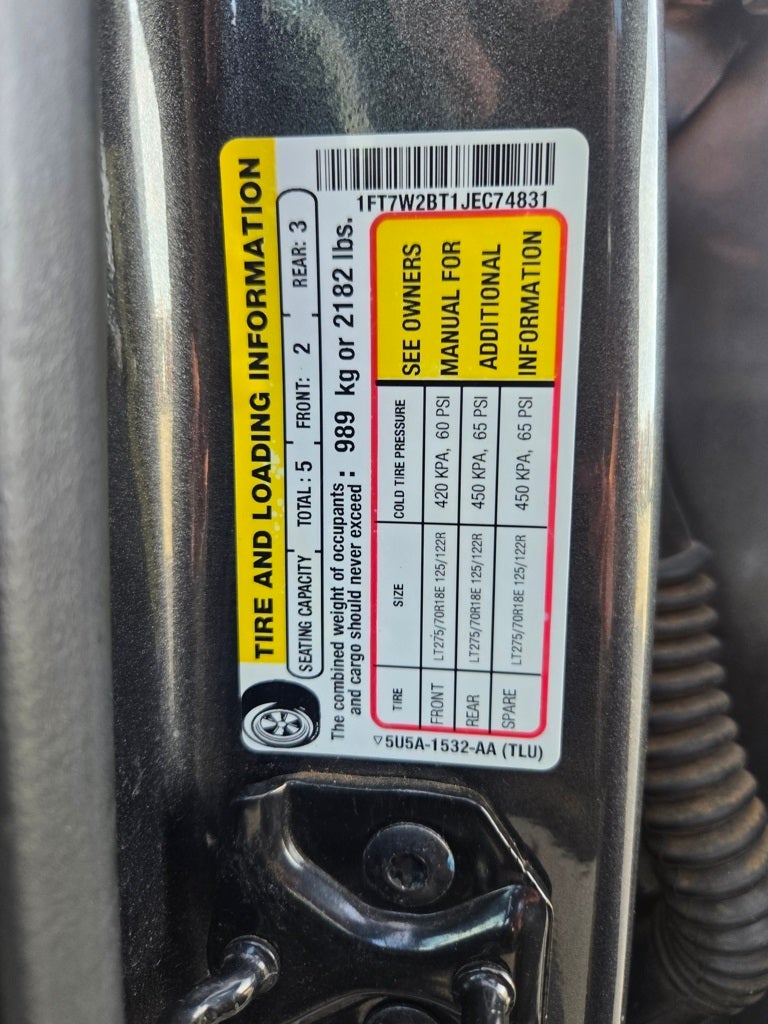 TIRE AND LOADING INFORMATION
SEATING CAPACITY TOTAL : 5 FRONT: 2 REAR: 3
The combined weight of occupants
and cargo should never exceed : 989 kg or 2182 lbs.
1FT7W2BT1JEC74831
TIRE SIZE COLD TIRE PRESSURE
FRONT LT275/70R18E 125/122R 420 KPA, 60 PSI
REAR LT275/70R18E 125/122R 450 KPA, 65 PSI
SPARE LT275/70R18E 125/122R 450 KPA, 65 PSI
SEE OWNERS
MANUAL FOR
ADDITIONAL
INFORMATION
▽5U5A-1532-AA (TLU)